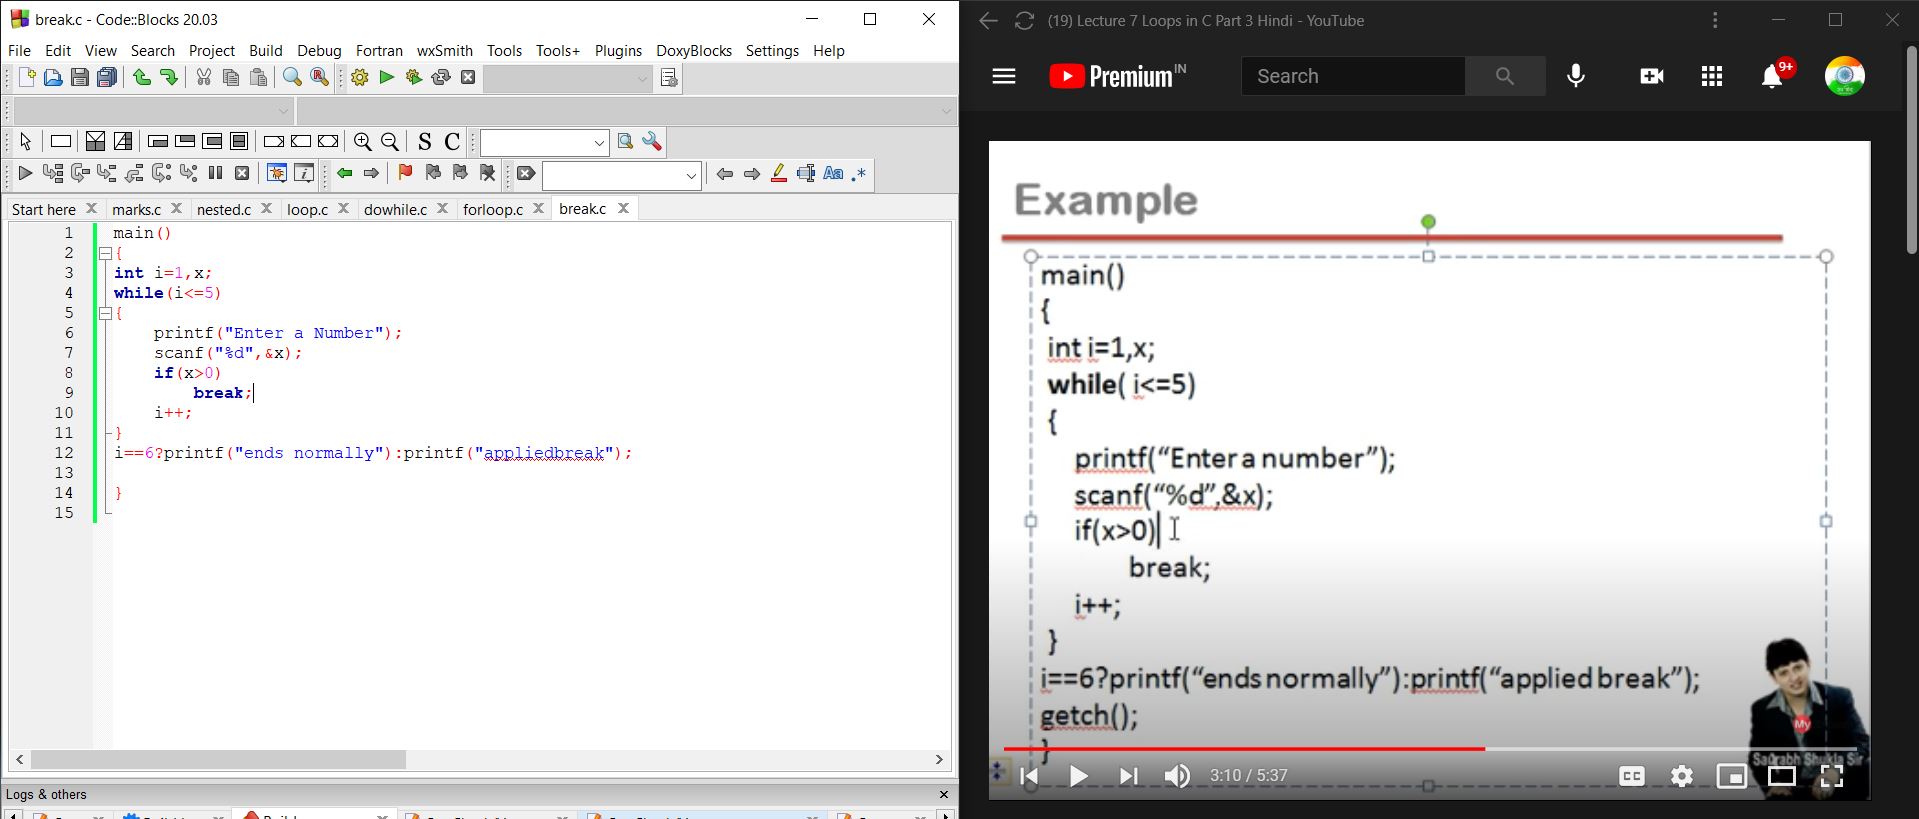 break.c - Code::Blocks 20.03
File Edit View Search Project Build Debug Fortran wxSmith Tools Tools+ Plugins DoxyBlocks Settings Help
S C
Aa .*
Start here marks.c nested.c loop.c dowhile.c forloop.c break.c
1 main()
2 {
3 int i=1,x;
4 while(i<=5)
5 {
6 printf("Enter a Number");
7 scanf("%d",&x);
8 if(x>0)
9 break;
10 i++;
11 }
12 i==6?printf("ends normally"):printf("appliedbreak");
13
14 }
15
Logs & others
(19) Lecture 7 Loops in C Part 3 Hindi - YouTube
Premium IN
Search
9+
Example
main()
{
int i=1,x;
while( i<=5)
{
printf(“Enter a number”);
scanf(“%d”,&x);
if(x>0)
break;
i++;
}
i==6?printf(“ends normally”):printf(“applied break”);
getch();
}
My
Saurabh Shukla Sir
3:10 / 5:37
CC